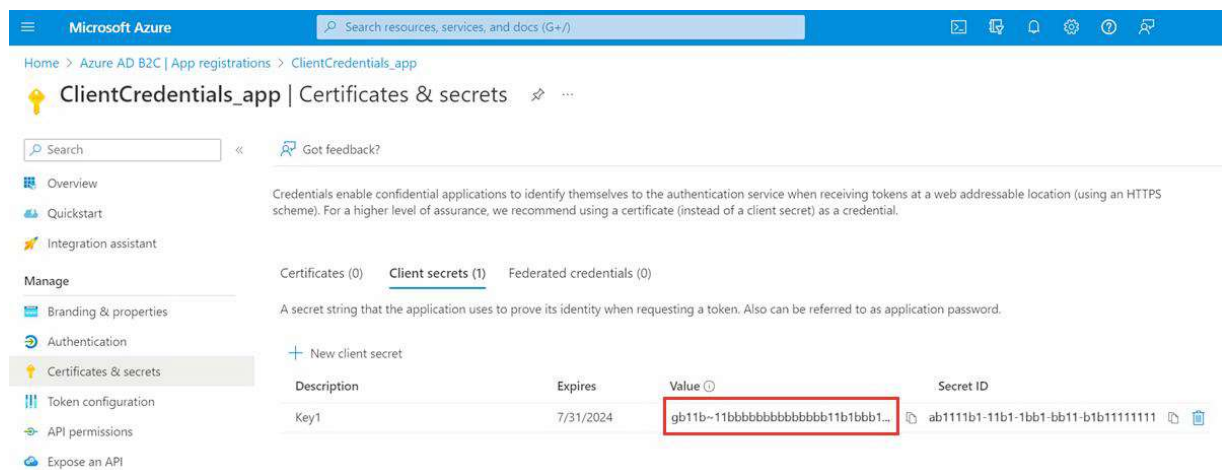 Microsoft Azure
Search resources, services, and docs (G+/)
Home > Azure AD B2C | App registrations > ClientCredentials_app
ClientCredentials_app | Certificates & secrets
Search
Got feedback?
Overview
Quickstart
Integration assistant
Manage
Branding & properties
Authentication
Certificates & secrets
Token configuration
API permissions
Expose an API
Credentials enable confidential applications to identify themselves to the authentication service when receiving tokens at a web addressable location (using an HTTPS
scheme). For a higher level of assurance, we recommend using a certificate (instead of a client secret) as a credential.
Certificates (0) Client secrets (1) Federated credentials (0)
A secret string that the application uses to prove its identity when requesting a token. Also can be referred to as application password.
New client secret
Description Expires Value Secret ID
Key1 7/31/2024 gb11b~11bbbbbbbbbbbbbb11b1bbb1... ab1111b1-11b1-1bb1-bb11-b1b11111111